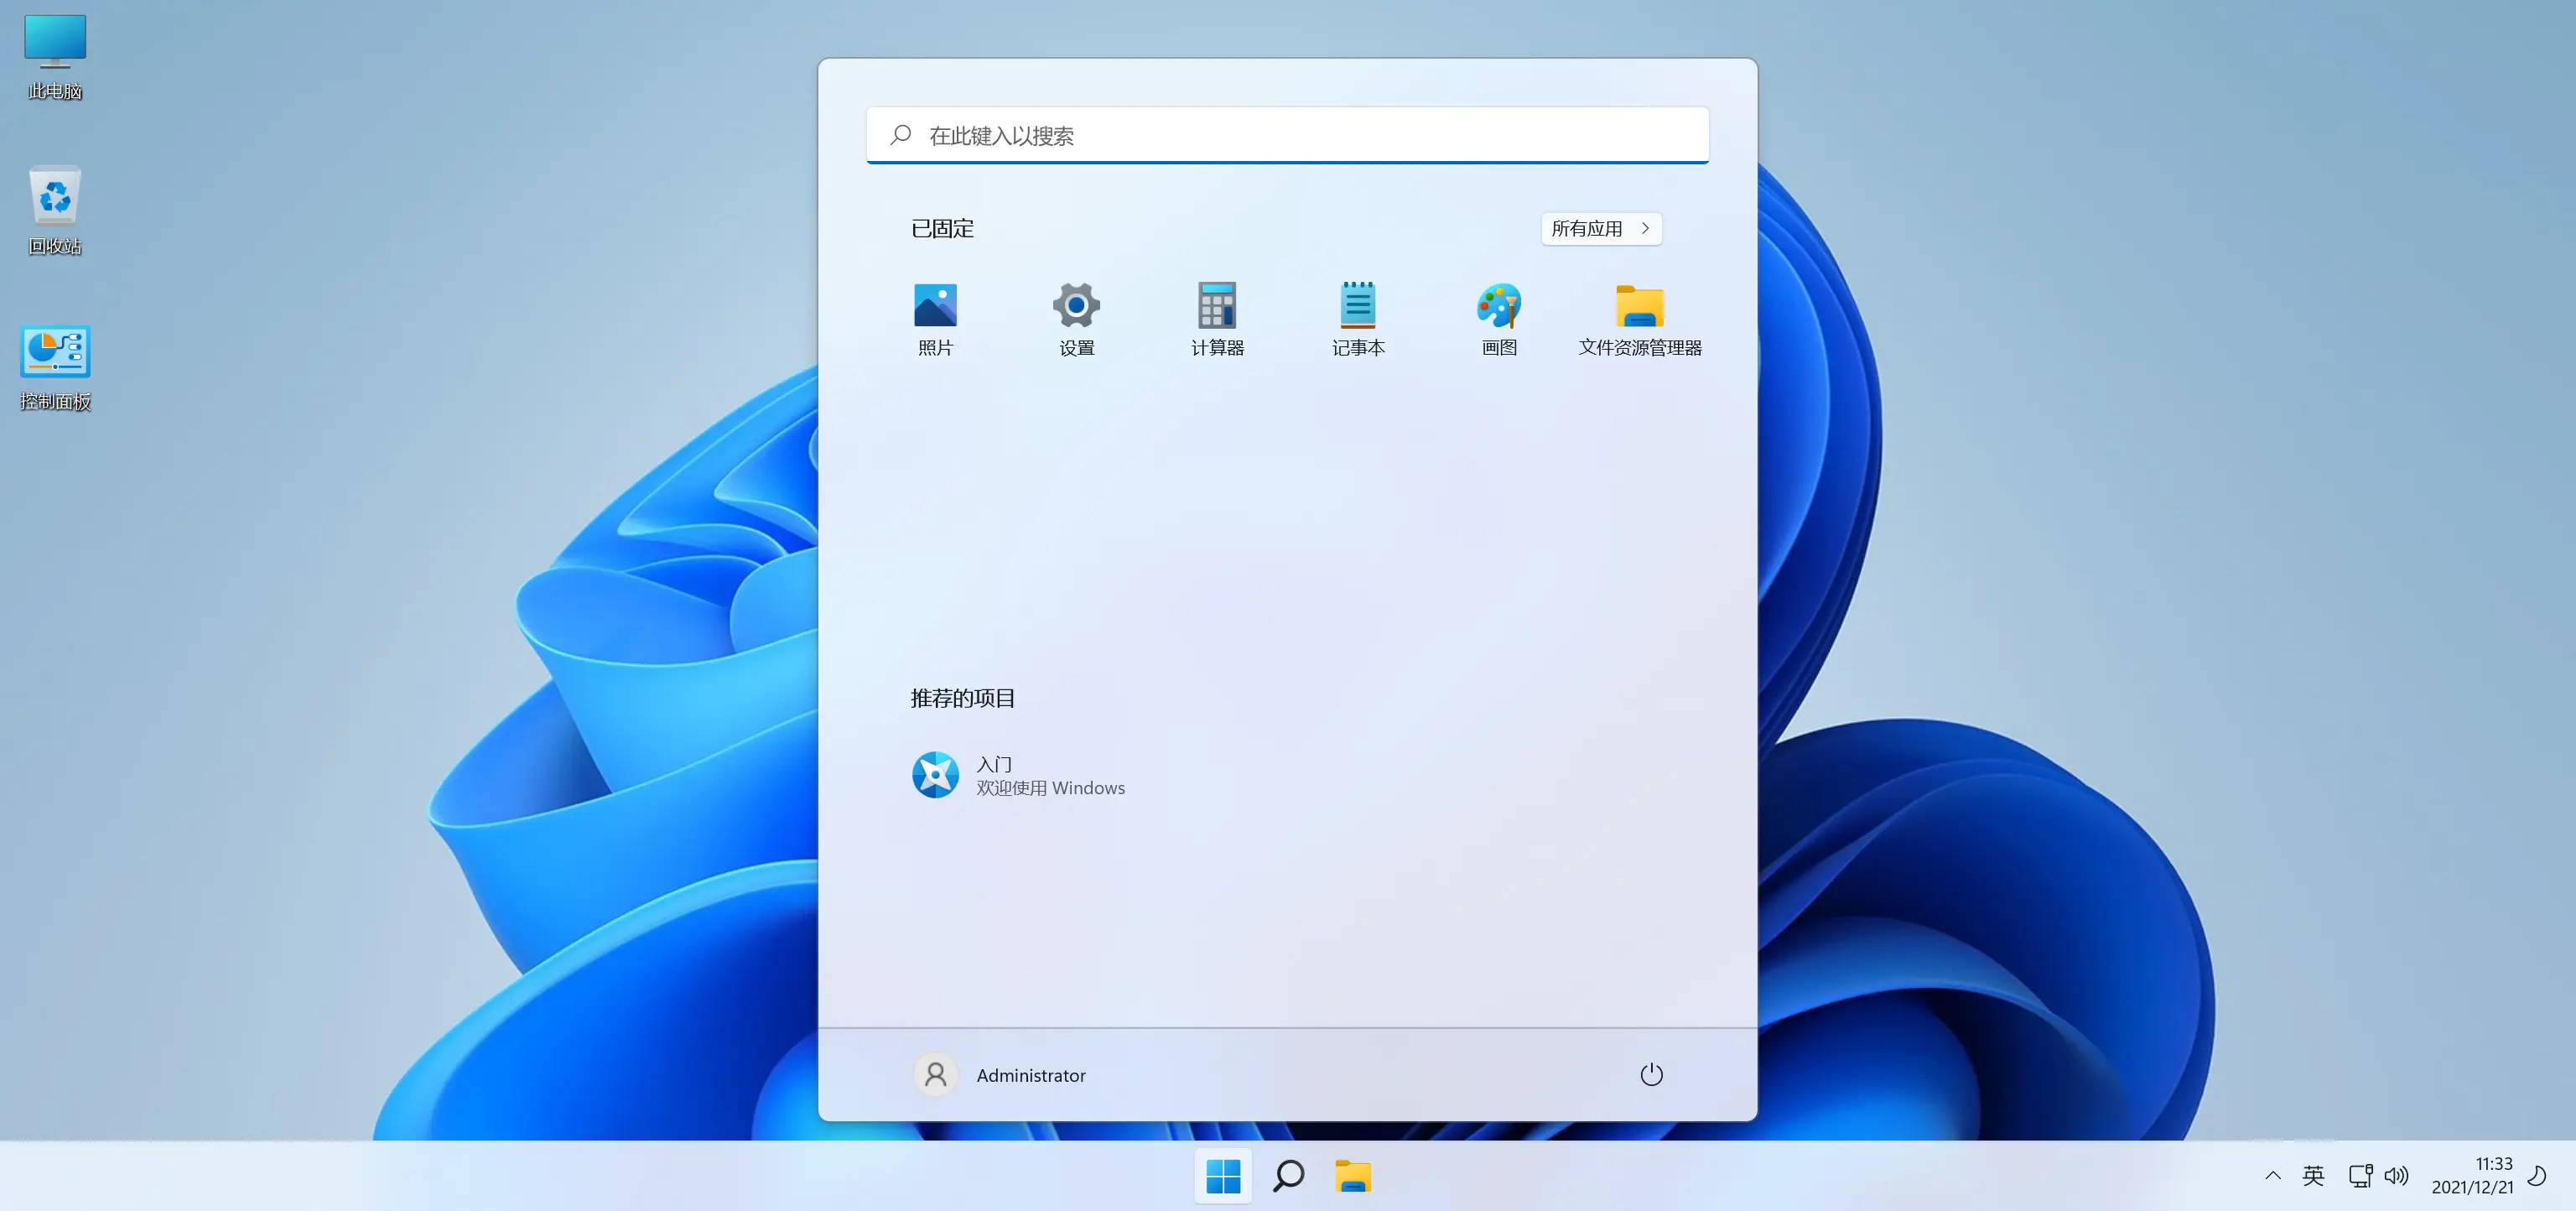 此电脑
回收站
控制面板
在此键入以搜索
已固定
所有应用
照片
设置
计算器
记事本
画图
文件资源管理器
推荐的项目
入门
欢迎使用 Windows
Administrator
英
11:33
2021/12/21